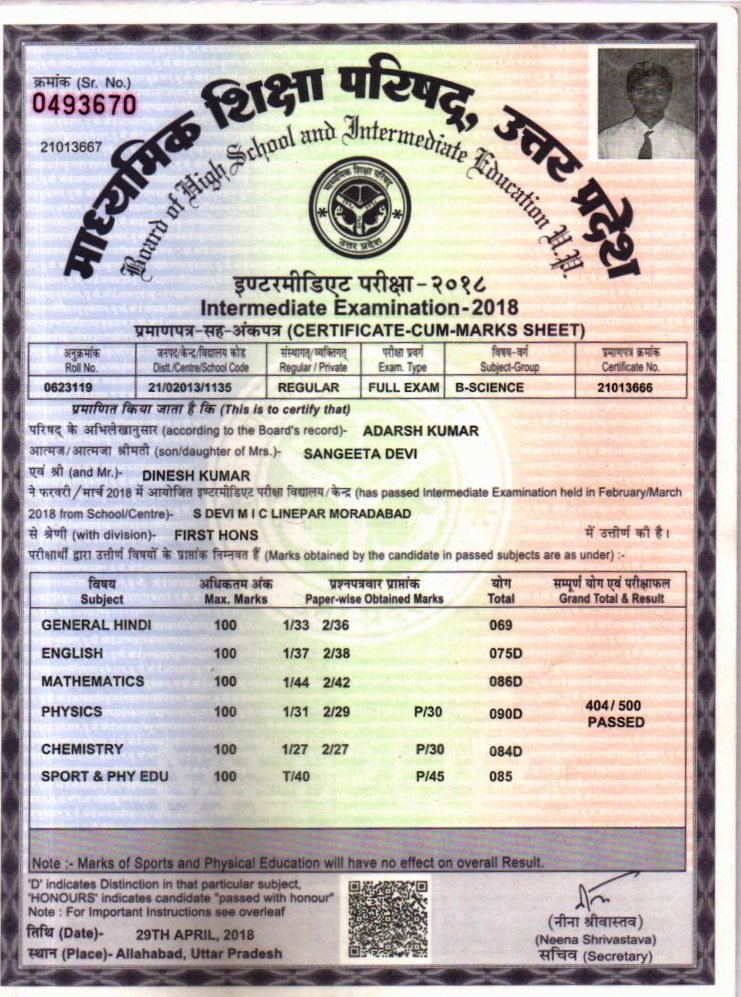 क्रमांक (Sr. No.)
0493670
21013667
माध्यमिक शिक्षा परिषद्, उत्तर प्रदेश
Board of High School and Intermediate Education U.P.
माध्यमिक शिक्षा परिषद्
उत्तर प्रदेश
इण्टरमीडिएट परीक्षा-२०१८
Intermediate Examination-2018
प्रमाणपत्र-सह-अंकपत्र (CERTIFICATE-CUM-MARKS SHEET)
अनुक्रमांक जनपद/केन्द्र/विद्यालय कोड संस्थागत/व्यक्तिगत परीक्षा प्रवर्ग विषय-वर्ग प्रमाणपत्र क्रमांक
Roll No. Distt./Centre/School Code Regular / Private Exam. Type Subject-Group Certificate No.
0623119 21/02013/1135 REGULAR FULL EXAM B-SCIENCE 21013666
प्रमाणित किया जाता है कि (This is to certify that)
परिषद् के अभिलेखानुसार (according to the Board's record)- ADARSH KUMAR
आत्मज/आत्मजा श्रीमती (son/daughter of Mrs.)- SANGEETA DEVI
एवं श्री (and Mr.)- DINESH KUMAR
ने फरवरी/मार्च 2018 में आयोजित इण्टरमीडिएट परीक्षा विद्यालय/केन्द्र (has passed Intermediate Examination held in February/March
2018 from School/Centre)- S DEVI M I C LINEPAR MORADABAD
से श्रेणी (with division)- FIRST HONS में उत्तीर्ण की है।
परीक्षार्थी द्वारा उत्तीर्ण विषयों के प्राप्तांक निम्नवत हैं (Marks obtained by the candidate in passed subjects are as under) :-
विषय अधिकतम अंक प्रश्नपत्रवार प्राप्तांक योग सम्पूर्ण योग एवं परीक्षाफल
Subject Max. Marks Paper-wise Obtained Marks Total Grand Total & Result
GENERAL HINDI 100 1/33 2/36 069
ENGLISH 100 1/37 2/38 075D
MATHEMATICS 100 1/44 2/42 086D
PHYSICS 100 1/31 2/29 P/30 090D 404/ 500
PASSED
CHEMISTRY 100 1/27 2/27 P/30 084D
SPORT & PHY EDU 100 T/40 P/45 085
Note :- Marks of Sports and Physical Education will have no effect on overall Result.
'D' indicates Distinction in that particular subject,
'HONOURS' indicates candidate "passed with honour"
Note : For Important Instructions see overleaf
तिथि (Date)- 29TH APRIL, 2018
स्थान (Place)- Allahabad, Uttar Pradesh
(नीना श्रीवास्तव)
(Neena Shrivastava)
सचिव (Secretary)